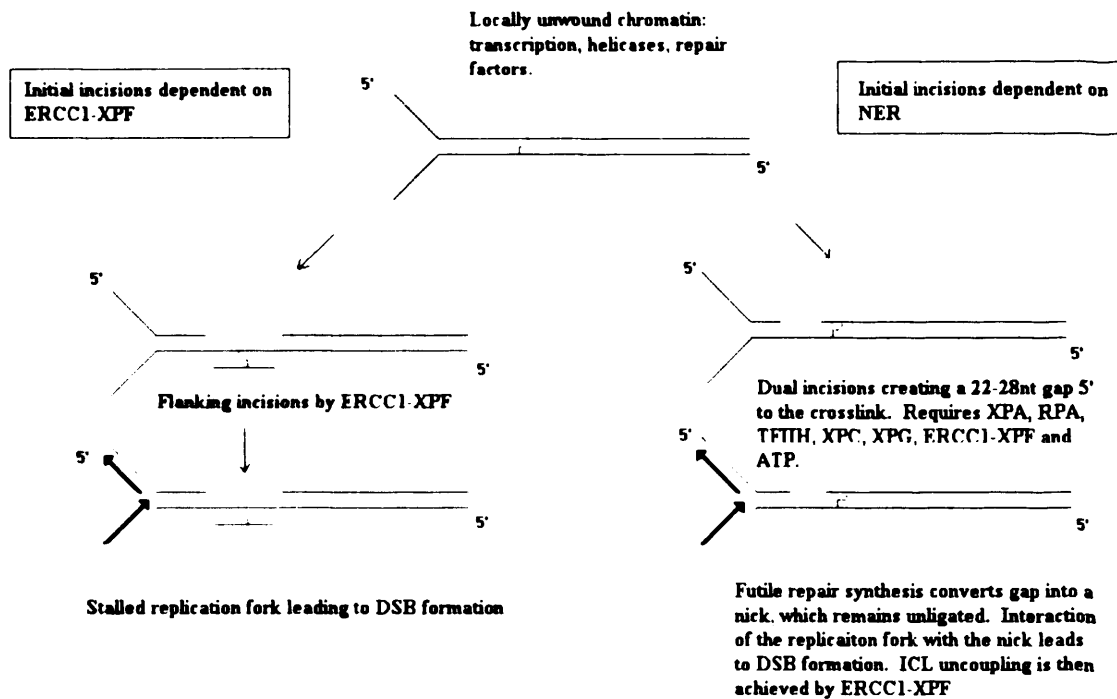 Locally unwound chromatin:
transcription, helicases, repair
factors.
Initial incisions dependent on
ERCC1-XPF
Initial incisions dependent on
NER
5'
5'
5'
5'
Flanking incisions by ERCC1-XPF
5'
5'
Dual incisions creating a 22-28nt gap 5'
to the crosslink. Requires XPA, RPA,
TFIIH, XPC, XPG, ERCC1-XPF and
ATP.
5'
5'
5'
5'
Stalled replication fork leading to DSB formation
Futile repair synthesis converts gap into a
nick, which remains unligated. Interaction
of the replicaiton fork with the nick leads
to DSB formation. ICL uncoupling is then
achieved by ERCC1-XPF